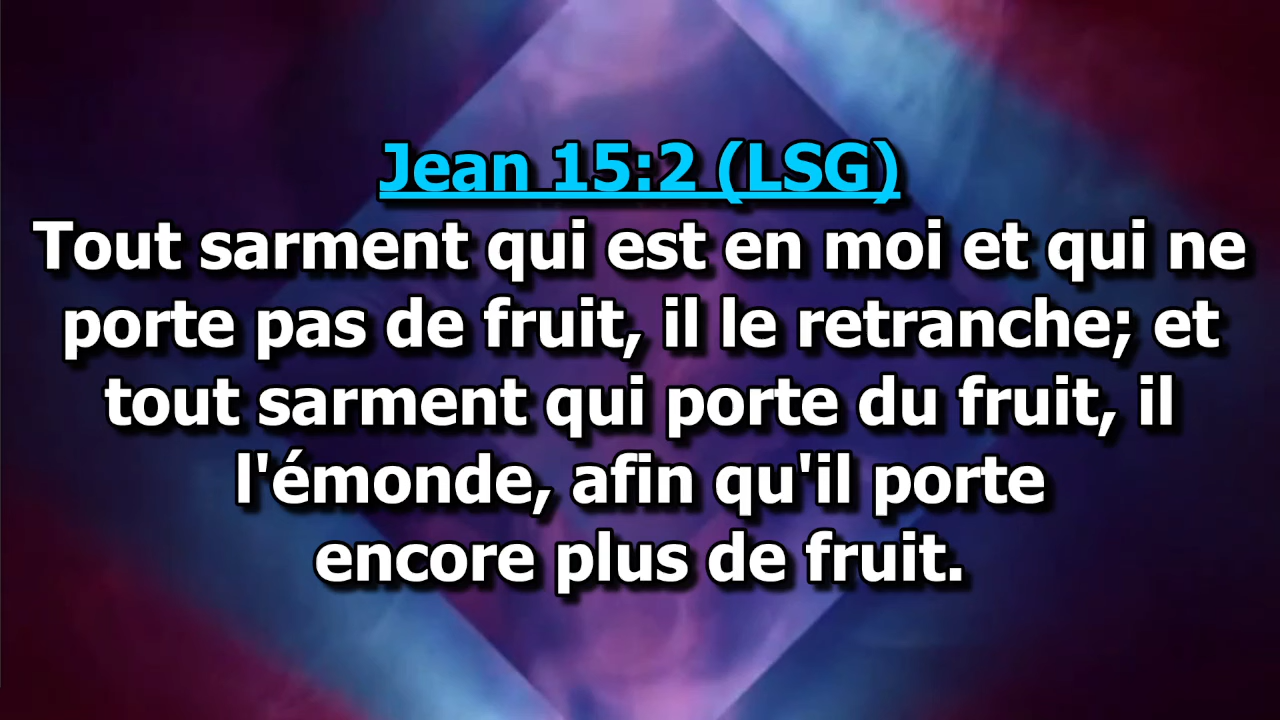 Jean 15:2 (LSG)
Tout sarment qui est en moi et qui ne
porte pas de fruit, il le retranche; et
tout sarment qui porte du fruit, il
l'émonde, afin qu'il porte
encore plus de fruit.